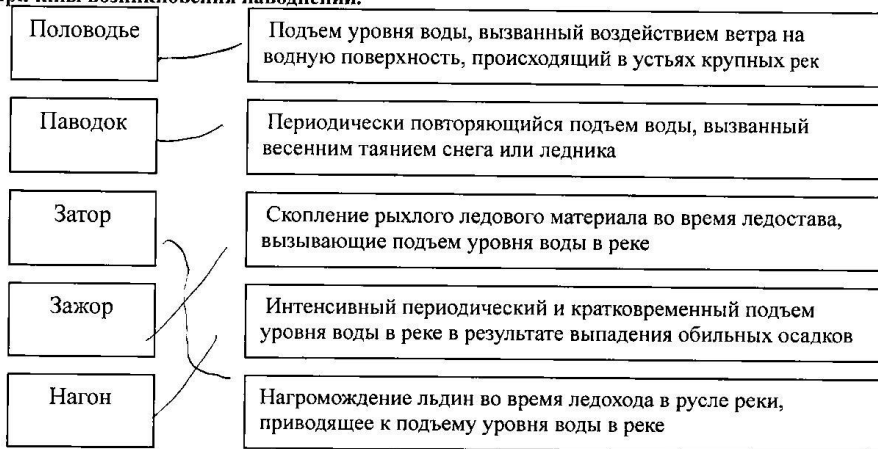 возникновения наводнений.
Половодье
Подъем уровня воды, вызванный воздействием ветра на
водную поверхность, происходящий в устьях крупных рек
Паводок
Периодически повторяющийся подъем воды, вызванный
весенним таянием снега или ледника
Затор
Скопление рыхлого ледового материала во время ледостава,
вызывающие подъем уровня воды в реке
Зажор
Интенсивный периодический и кратковременный подъем
уровня воды в реке в результате выпадения обильных осадков
Нагон
Нагромождение льдин во время ледохода в русле реки,
приводящее к подъему уровня воды в реке